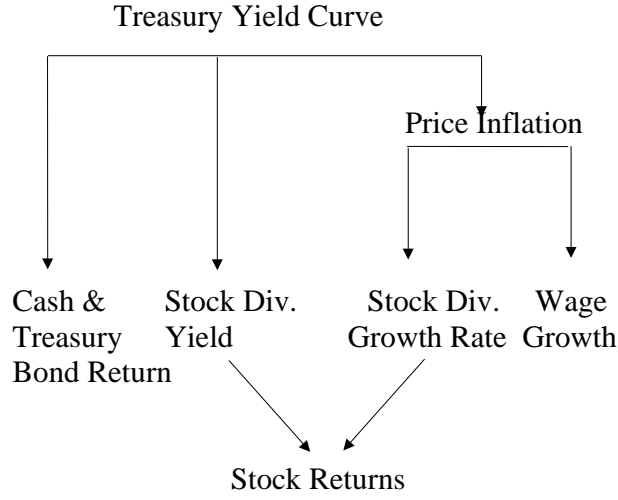 Treasury Yield Curve
Price Inflation
Cash &
Treasury
Bond Return
Stock Div.
Yield
Stock Div.
Growth Rate
Wage
Growth
Stock Returns